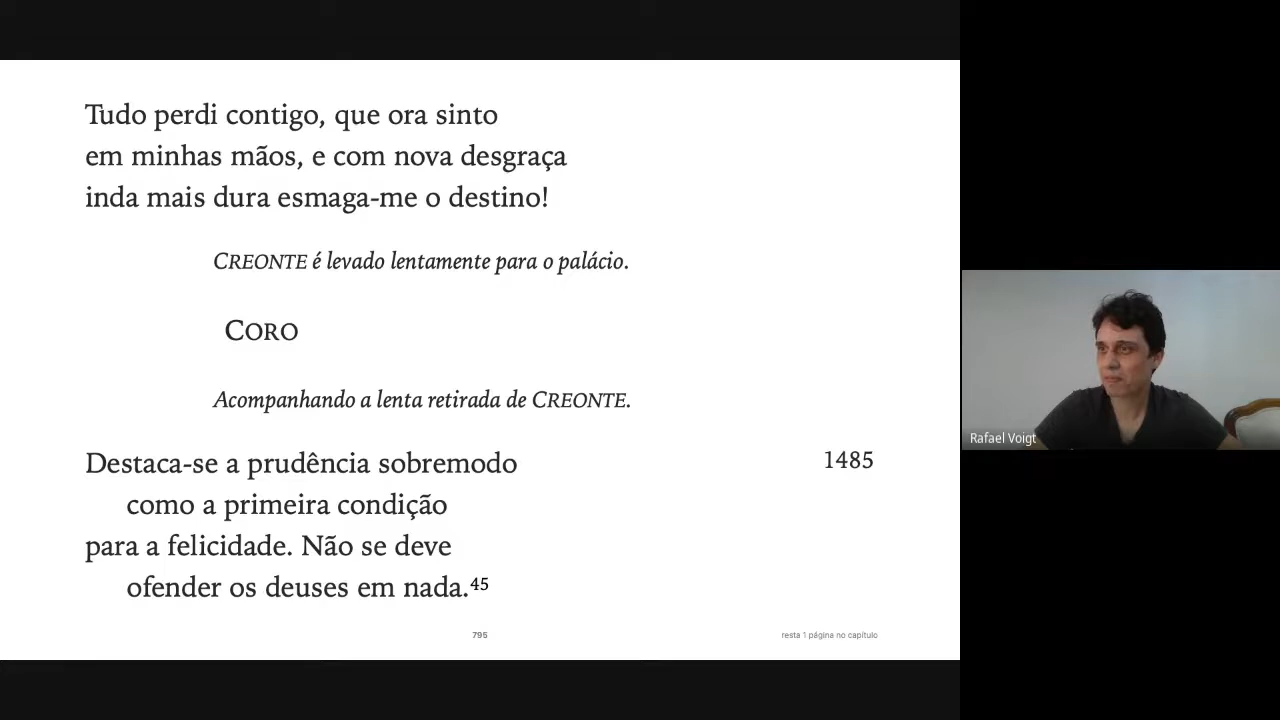 Tudo perdi contigo, que ora sinto
em minhas mãos, e com nova desgraça
inda mais dura esmaga-me o destino!
CREONTE é levado lentamente para o palácio.
CORO
Acompanhando a lenta retirada de CREONTE.
Destaca-se a prudência sobremodo 1485
como a primeira condição
para a felicidade. Não se deve
ofender os deuses em nada.45
795 resta 1 página no capítulo
Rafael Voigt